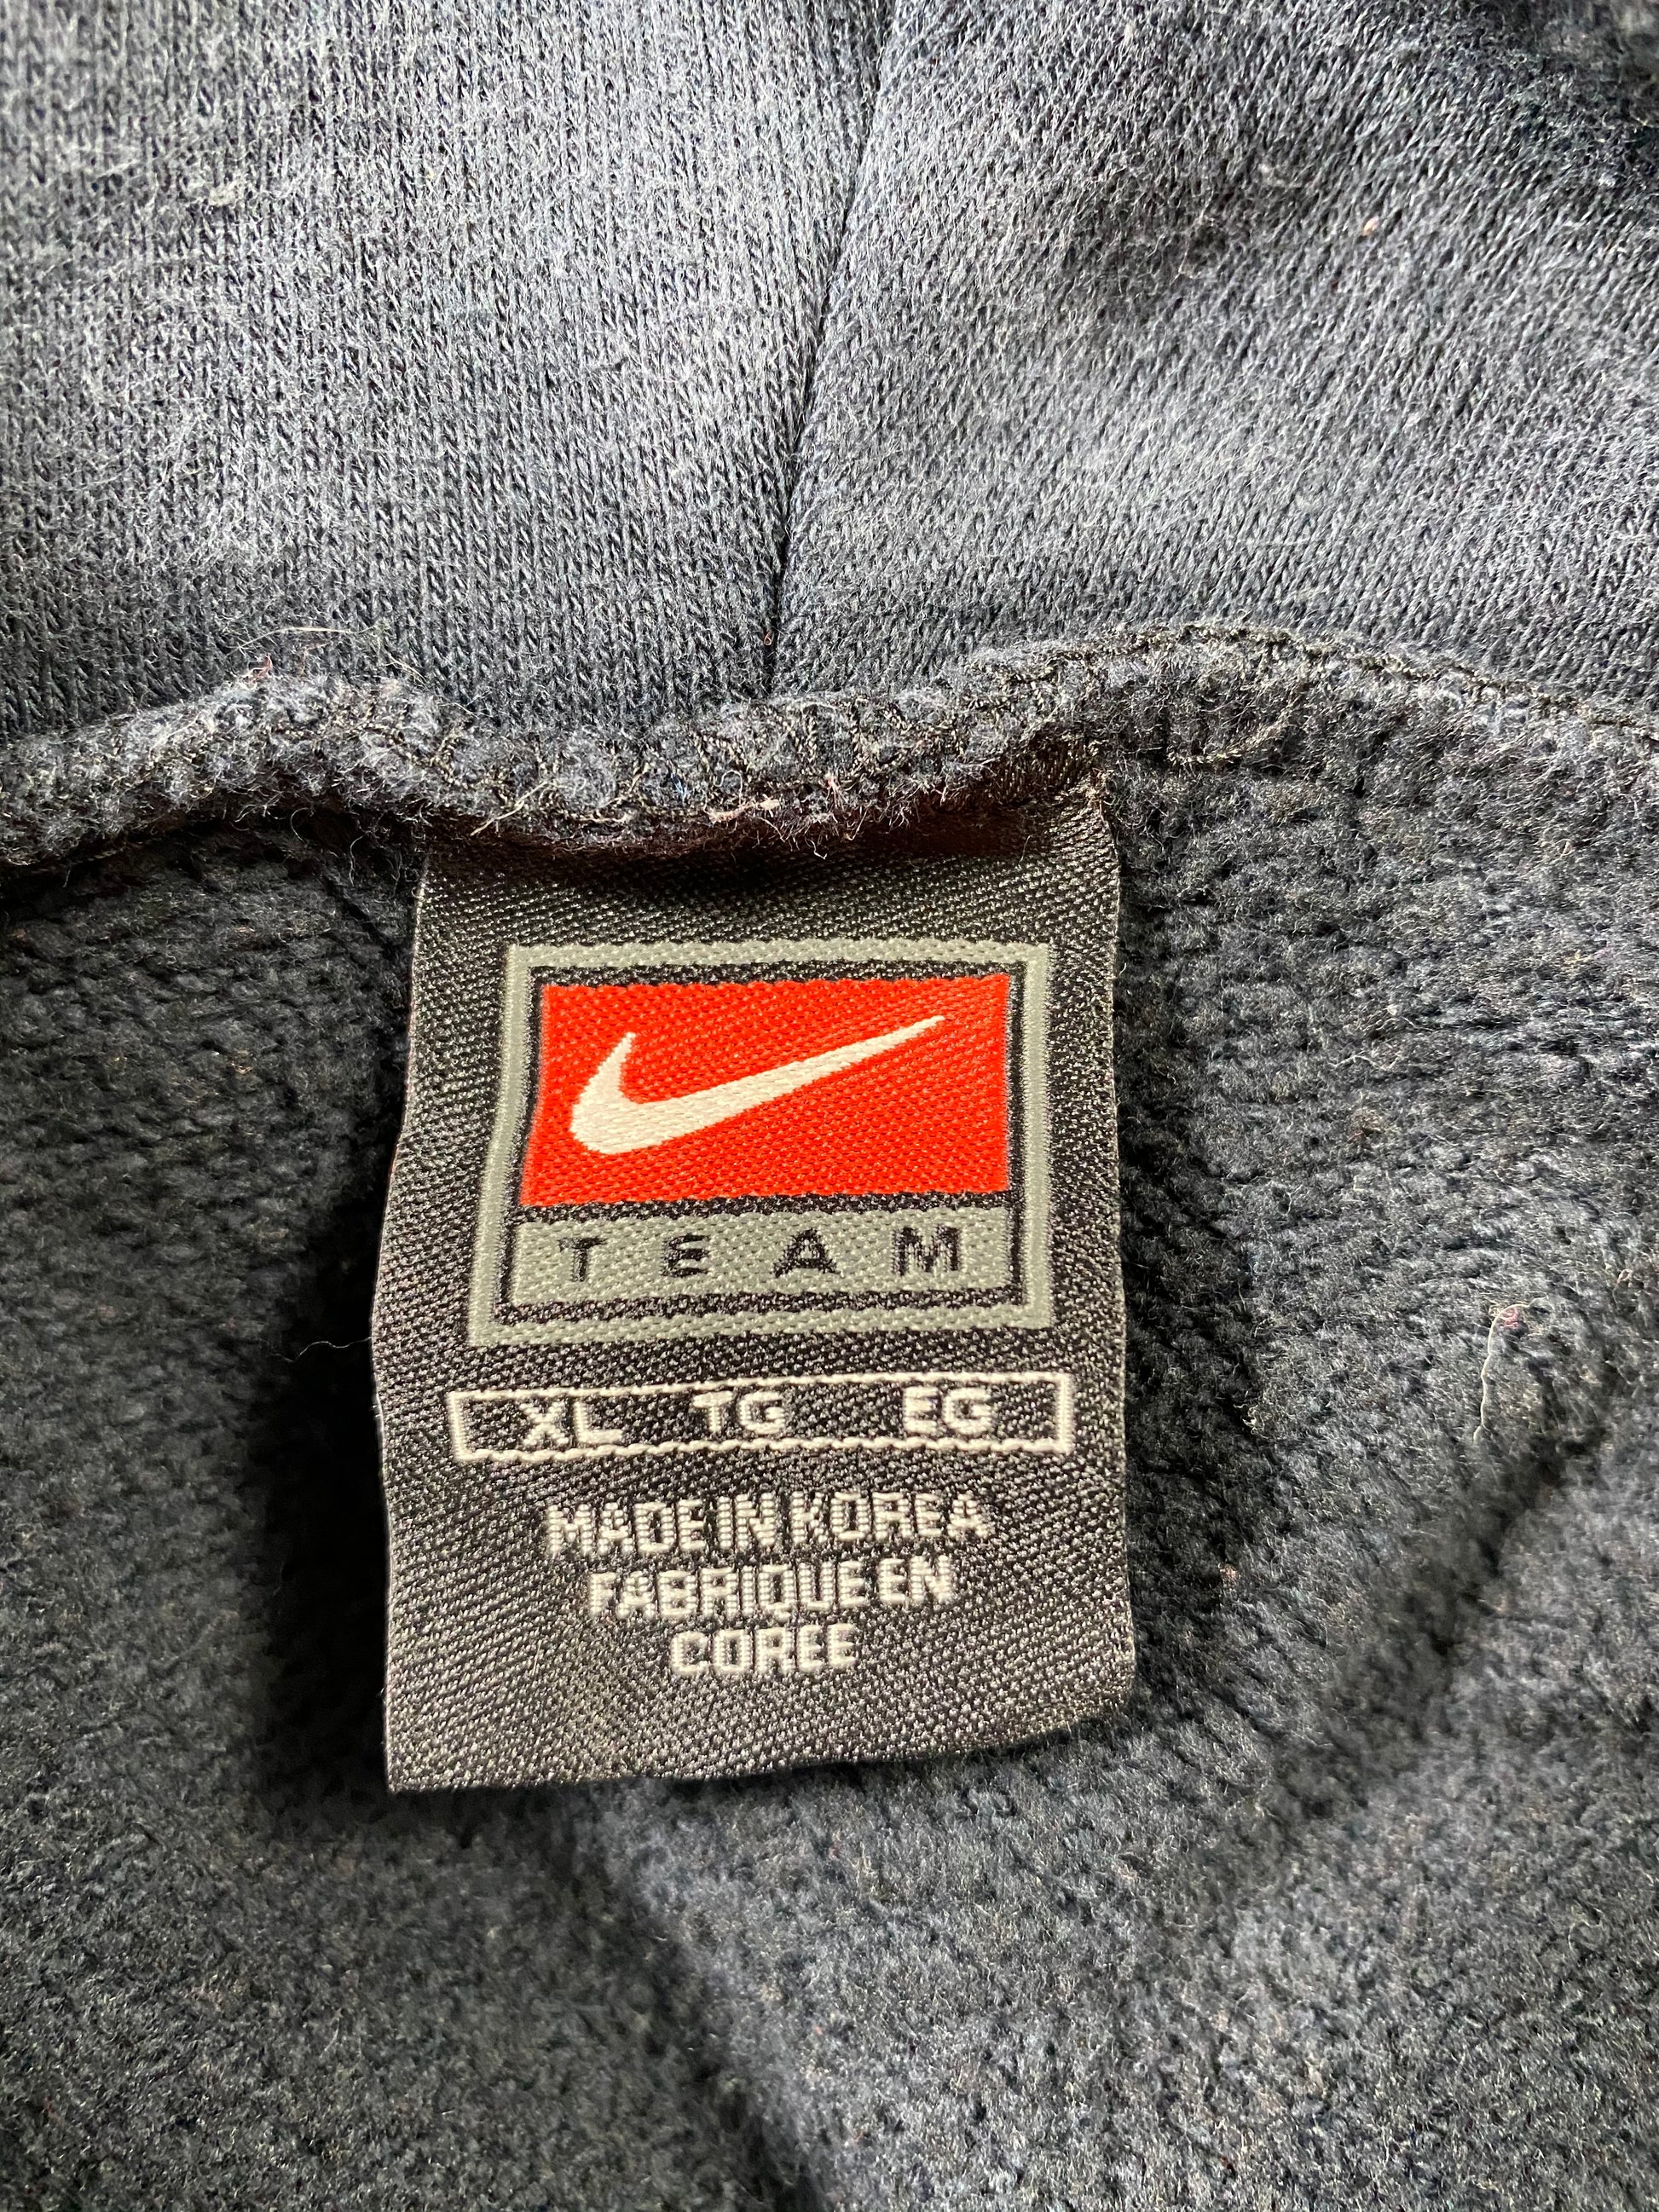 TEAM
XL TG EG
MADE IN KOREA
FABRIQUE EN
COREE